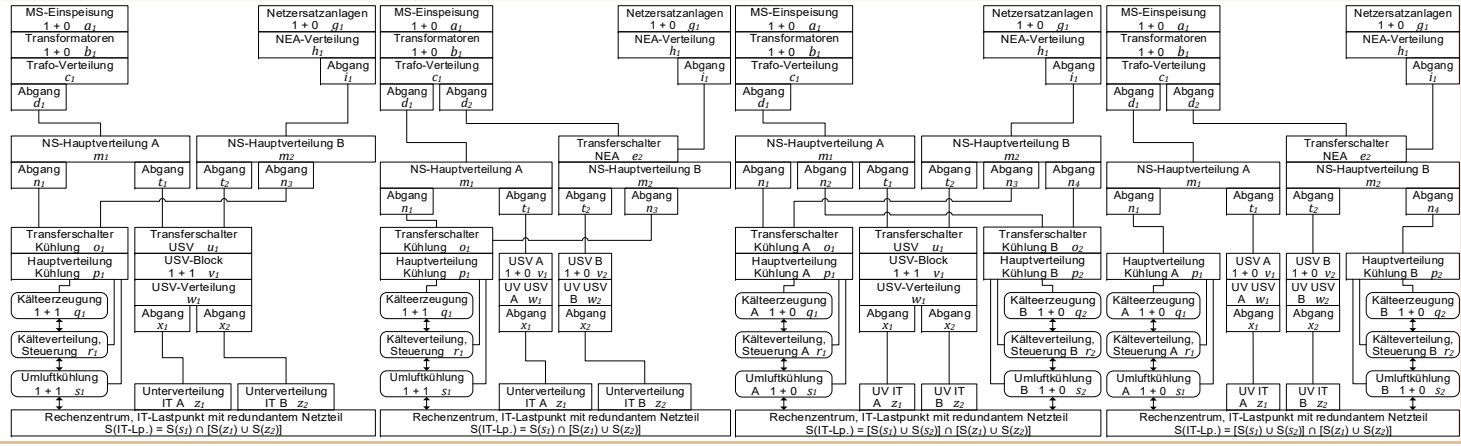 MS-Einspeisung
1 + 0 a₁
Transformatoren
1 + 0 b₁
Trafo-Verteilung
c₁
Abgang
d₁
Netzersatzanlagen
1 + 0 g₁
NEA-Verteilung
h₁
Abgang
i₁
NS-Hauptverteilung A
m₁
NS-Hauptverteilung B
m₂
Abgang
n₁
Abgang
t₁
Abgang
t₂
Abgang
n₃
Transferschalter
Kühlung o₁
Hauptverteilung
Kühlung p₁
Kälteerzeugung
1 + 1 q₁
Kälteverteilung,
Steuerung r₁
Umluftkühlung
1 + 1 s₁
Transferschalter
USV u₁
USV-Block
1 + 1 v₁
USV-Verteilung
w₁
Abgang
x₁
Abgang
x₂
Unterverteilung
IT A z₁
Unterverteilung
IT B z₂
Rechenzentrum, IT-Lastpunkt mit redundantem Netzteil
S(IT-Lp.) = S(s₁) ∩ [S(z₁) ∪ S(z₂)]
MS-Einspeisung
1 + 0 a₁
Transformatoren
1 + 0 b₁
Trafo-Verteilung
c₁
Abgang
d₁
Abgang
d₂
Netzersatzanlagen
1 + 0 g₁
NEA-Verteilung
h₁
Abgang
i₁
Transferschalter
NEA e₂
NS-Hauptverteilung A
m₁
NS-Hauptverteilung B
m₂
Abgang
n₁
Abgang
t₁
Abgang
t₂
Abgang
n₃
Transferschalter
Kühlung o₁
Hauptverteilung
Kühlung p₁
Kälteerzeugung
1 + 1 q₁
Kälteverteilung,
Steuerung r₁
Umluftkühlung
1 + 1 s₁
USV A
1 + 0 v₁
UV USV
A w₁
Abgang
x₁
USV B
1 + 0 v₂
UV USV
B w₂
Abgang
x₂
Unterverteilung
IT A z₁
Unterverteilung
IT B z₂
Rechenzentrum, IT-Lastpunkt mit redundantem Netzteil
S(IT-Lp.) = S(s₁) ∩ [S(z₁) ∪ S(z₂)]
MS-Einspeisung
1 + 0 a₁
Transformatoren
1 + 0 b₁
Trafo-Verteilung
c₁
Abgang
d₁
Netzersatzanlagen
1 + 0 g₁
NEA-Verteilung
h₁
Abgang
i₁
NS-Hauptverteilung A
m₁
NS-Hauptverteilung B
m₂
Abgang
n₁
Abgang
n₂
Abgang
t₁
Abgang
t₂
Abgang
n₃
Abgang
n₄
Transferschalter
Kühlung A o₁
Hauptverteilung
Kühlung A p₁
Kälteerzeugung
A 1 + 0 q₁
Kälteverteilung,
Steuerung A r₁
Umluftkühlung
A 1 + 0 s₁
Transferschalter
USV u₁
USV-Block
1 + 1 v₁
USV-Verteilung
w₁
Abgang
x₁
Abgang
x₂
UV IT
A z₁
UV IT
B z₂
Transferschalter
Kühlung B o₂
Hauptverteilung
Kühlung B p₂
Kälteerzeugung
B 1 + 0 q₂
Kälteverteilung,
Steuerung B r₂
Umluftkühlung
B 1 + 0 s₂
Rechenzentrum, IT-Lastpunkt mit redundantem Netzteil
S(IT-Lp.) = [S(s₁) ∪ S(s₂)] ∩ [S(z₁) ∪ S(z₂)]
MS-Einspeisung
1 + 0 a₁
Transformatoren
1 + 0 b₁
Trafo-Verteilung
c₁
Abgang
d₁
Abgang
d₂
Netzersatzanlagen
1 + 0 g₁
NEA-Verteilung
h₁
Abgang
i₁
Transferschalter
NEA e₂
NS-Hauptverteilung A
m₁
NS-Hauptverteilung B
m₂
Abgang
n₁
Abgang
t₁
Abgang
t₂
Abgang
n₄
Hauptverteilung
Kühlung A p₁
Kälteerzeugung
A 1 + 0 q₁
Kälteverteilung,
Steuerung A r₁
Umluftkühlung
A 1 + 0 s₁
USV A
1 + 0 v₁
UV USV
A w₁
Abgang
x₁
USV B
1 + 0 v₂
UV USV
B w₂
Abgang
x₂
UV IT
A z₁
UV IT
B z₂
Hauptverteilung
Kühlung B p₂
Kälteerzeugung
B 1 + 0 q₂
Kälteverteilung,
Steuerung B r₂
Umluftkühlung
B 1 + 0 s₂
Rechenzentrum, IT-Lastpunkt mit redundantem Netzteil
S(IT-Lp.) = [S(s₁) ∪ S(s₂)] ∩ [S(z₁) ∪ S(z₂)]